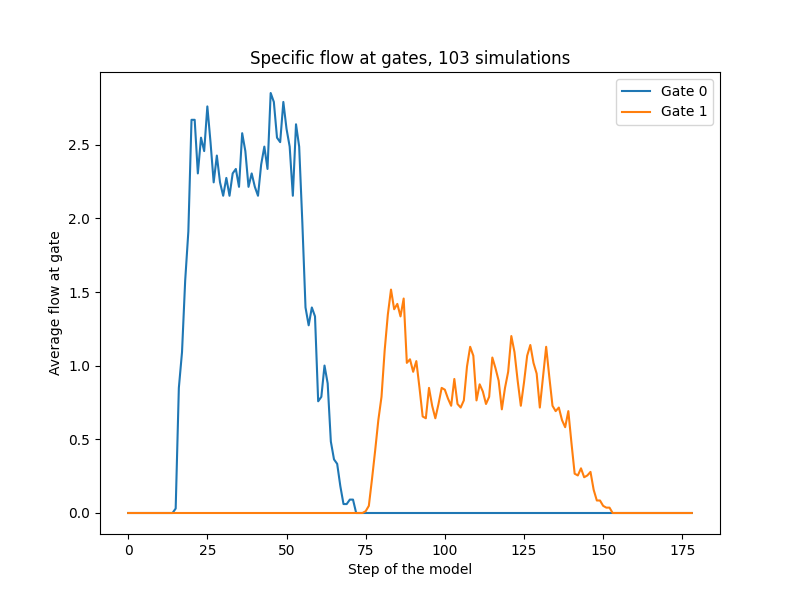 Specific flow at gates, 103 simulations
Gate 0
Gate 1
Average flow at gate
2.5
2.0
1.5
1.0
0.5
0.0
0 25 50 75 100 125 150 175
Step of the model